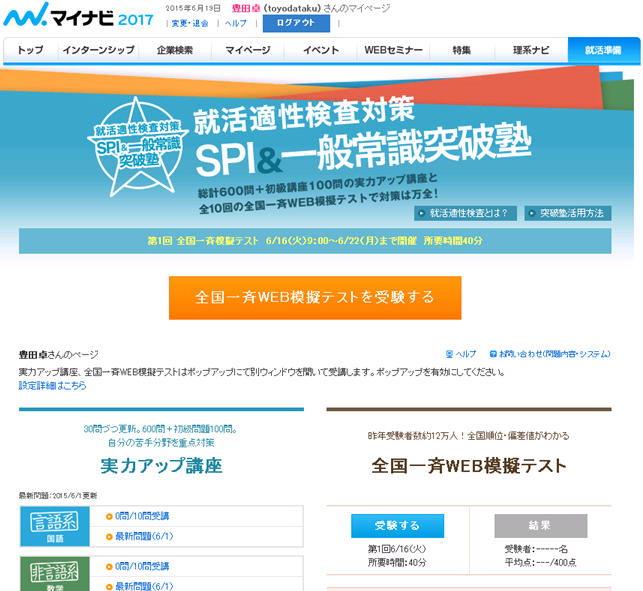 マイナビ 2017
2015年6月19日 豊田 卓 (toyodataku) さんのマイページ
| 変更・退会 | ヘルプ | ログアウト |
トップ インターンシップ 企業検索 マイページ イベント WEBセミナー 特集 理系ナビ 就活準備
就活適性検査対策
SPI&一般常識
突破塾
就活適性検査対策
SPI&一般常識突破塾
総計600問+初級講座100問の実力アップ講座と
全10回の全国一斉WEB模擬テストで対策は万全!
就活適性検査とは? 突破塾活用方法
第1回 全国一斉模擬テスト 6/16(火)9:00~6/22(月)まで開催 所要時間40分
全国一斉WEB模擬テストを受験する
豊田卓さんのページ ヘルプ お問い合わせ(問題内容・システム)
実力アップ講座、全国一斉WEB模擬テストはポップアップにて別ウィンドウを開いて受講します。ポップアップを有効にしてください。
設定詳細はこちら
30問づつ更新。600問+初級問題100問。
自分の苦手分野を重点対策
実力アップ講座
昨年受験者数約12万人!全国順位・偏差値がわかる
全国一斉WEB模擬テスト
最新問題:2015/6/1更新
言語系
国語
0問/10問受講
最新問題(6/1)
非言語系
数学
0問/10問受講
最新問題(6/1)
受験する
第1回6/16(火)
所要時間:40分
結果
受験者:-----名
平均点:---/400点